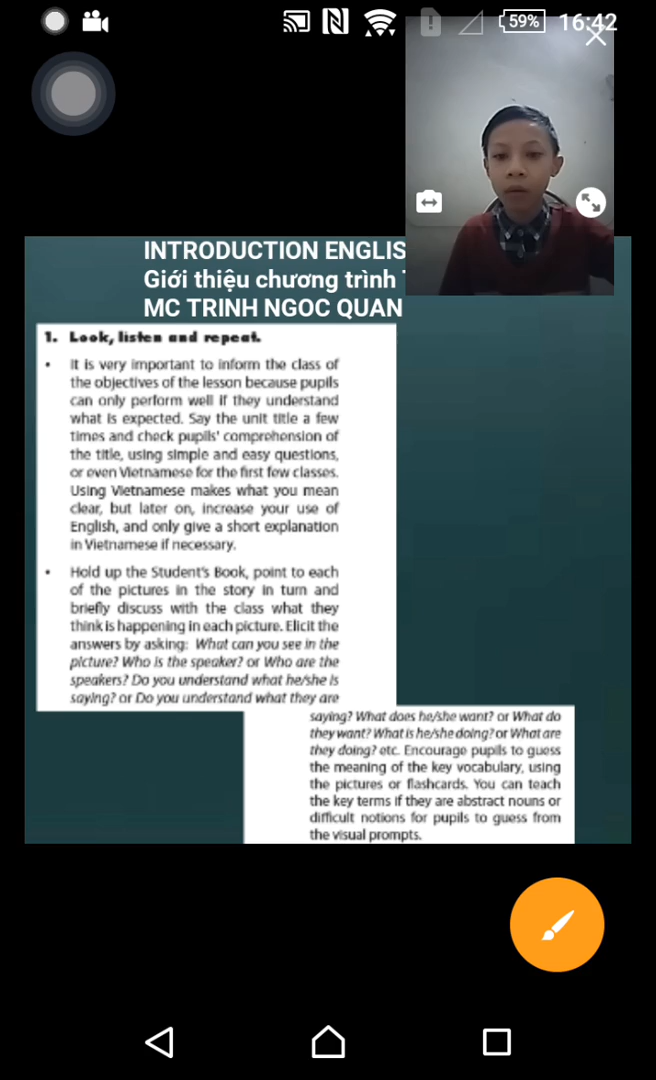 59% 16:42
INTRODUCTION ENGLIS
Giới thiệu chương trình
MC TRINH NGOC QUAN
1. Look, listen and repeat.
• It is very important to inform the class of
the objectives of the lesson because pupils
can only perform well if they understand
what is expected. Say the unit title a few
times and check pupils' comprehension of
the title, using simple and easy questions,
or even Vietnamese for the first few classes.
Using Vietnamese makes what you mean
clear, but later on, increase your use of
English, and only give a short explanation
in Vietnamese if necessary.
• Hold up the Student's Book, point to each
of the pictures in the story in turn and
briefly discuss with the class what they
think is happening in each picture. Elicit the
answers by asking: What can you see in the
picture? Who is the speaker? or Who are the
speakers? Do you understand what he/she is
saying? or Do you understand what they are
saying? What does he/she want? or What do
they want? What is he/she doing? or What are
they doing? etc. Encourage pupils to guess
the meaning of the key vocabulary, using
the pictures or flashcards. You can teach
the key terms if they are abstract nouns or
difficult notions for pupils to guess from
the visual prompts.